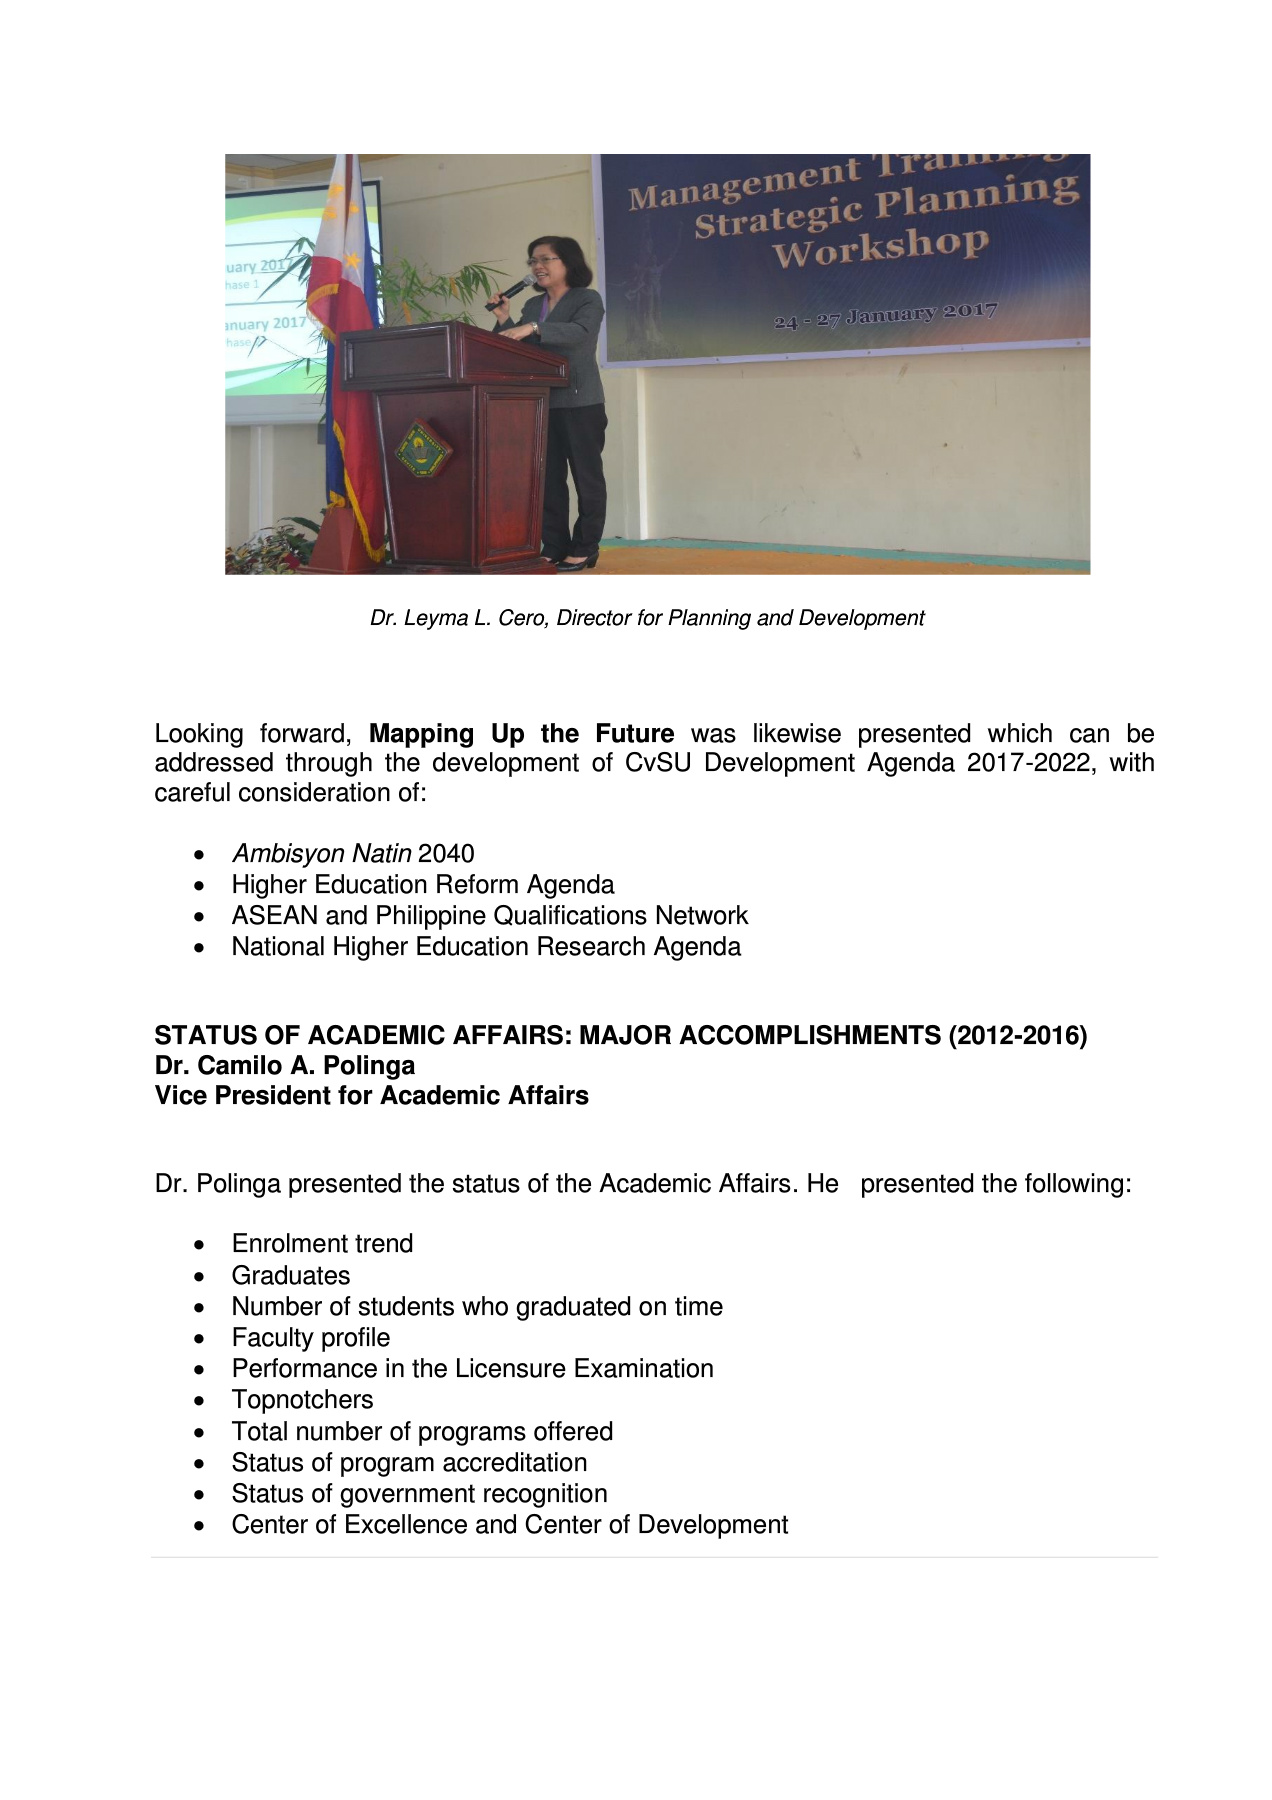 Management Training
Strategic Planning
Workshop
24 - 27 January 2017
uary 2017
hase 1
anuary 2017
hase
Dr. Leyma L. Cero, Director for Planning and Development
Looking forward, Mapping Up the Future was likewise presented which can be
addressed through the development of CvSU Development Agenda 2017-2022, with
careful consideration of:
• Ambisyon Natin 2040
• Higher Education Reform Agenda
• ASEAN and Philippine Qualifications Network
• National Higher Education Research Agenda
STATUS OF ACADEMIC AFFAIRS: MAJOR ACCOMPLISHMENTS (2012-2016)
Dr. Camilo A. Polinga
Vice President for Academic Affairs
Dr. Polinga presented the status of the Academic Affairs. He presented the following:
• Enrolment trend
• Graduates
• Number of students who graduated on time
• Faculty profile
• Performance in the Licensure Examination
• Topnotchers
• Total number of programs offered
• Status of program accreditation
• Status of government recognition
• Center of Excellence and Center of Development